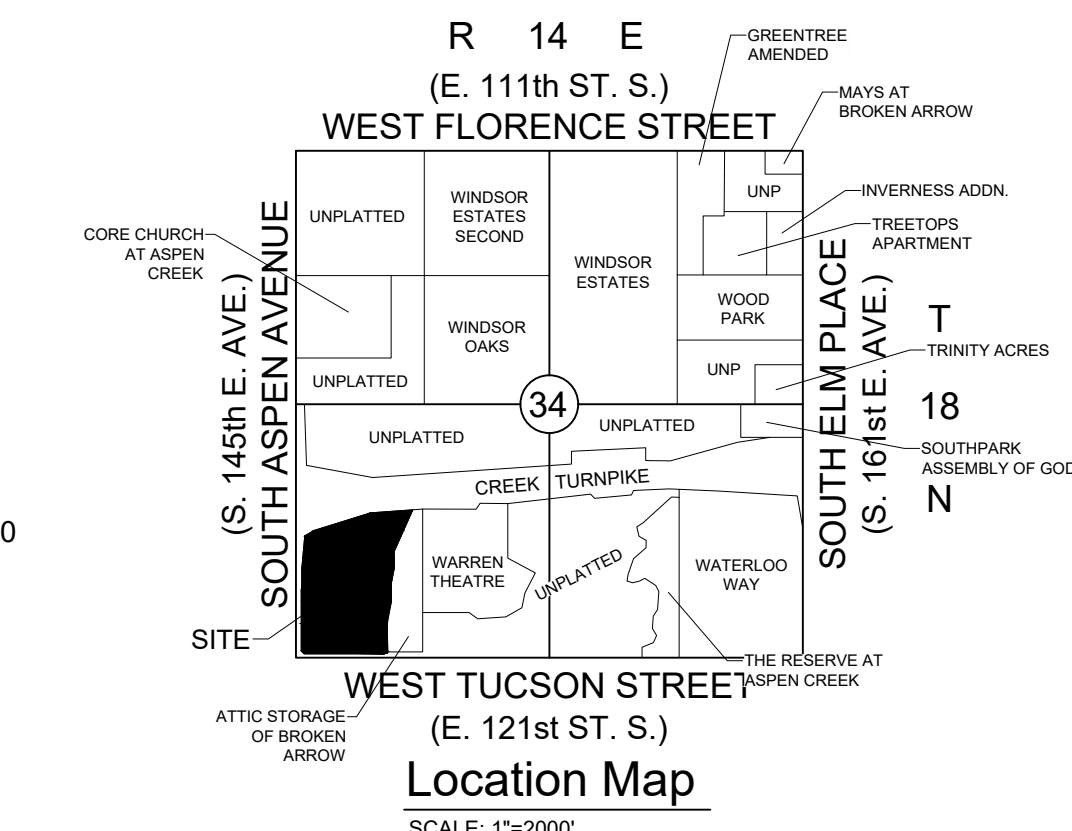 R 14 E
(E. 111th ST. S.)
WEST FLORENCE STREET
GREENTREE
AMENDED
MAYS AT
BROKEN ARROW
UNPLATTED
WINDSOR
ESTATES
SECOND
UNP
INVERNESS ADDN.
TREETOPS
APARTMENT
CORE CHURCH
AT ASPEN
CREEK
WINDSOR
ESTATES
WOOD
PARK
WINDSOR
OAKS
UNPLATTED
UNP
TRINITY ACRES
SOUTH ASPEN AVENUE
(S. 145th E. AVE.)
SOUTH ELM PLACE
(S. 161st E. AVE.)
T
18
N
34
UNPLATTED
UNPLATTED
SOUTHPARK
ASSEMBLY OF GOD
CREEK TURNPIKE
0
WARREN
THEATRE
UNPLATTED
WATERLOO
WAY
SITE
THE RESERVE AT
ASPEN CREEK
ATTIC STORAGE
OF BROKEN
ARROW
WEST TUCSON STREET
(E. 121st ST. S.)
Location Map
SCALE: 1"=2000'